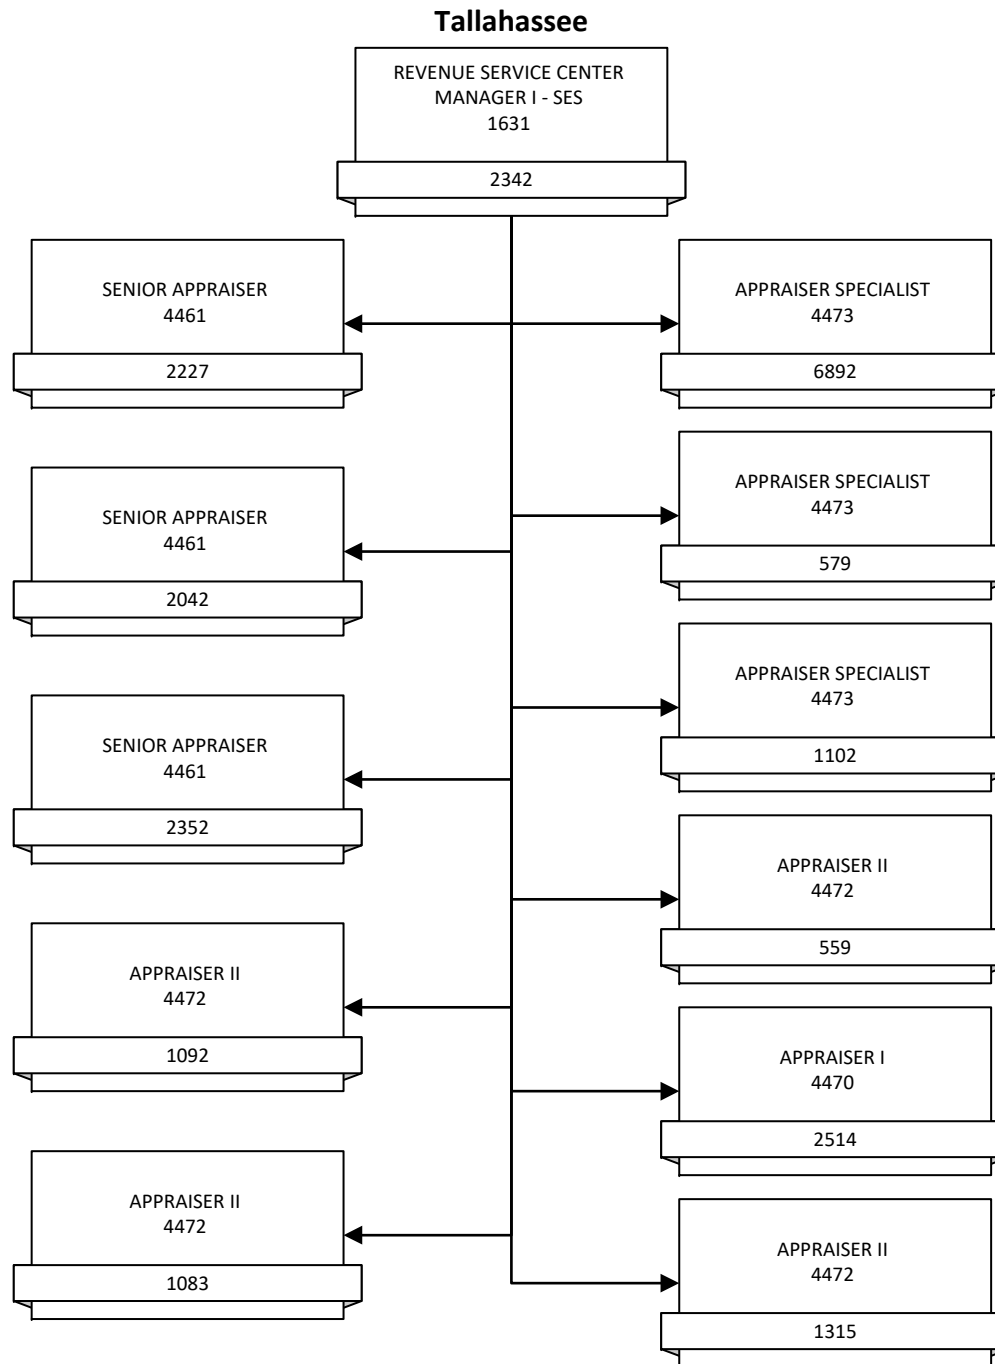 Tallahassee
REVENUE SERVICE CENTER
MANAGER I - SES
1631
2342
SENIOR APPRAISER
4461
2227
SENIOR APPRAISER
4461
2042
SENIOR APPRAISER
4461
2352
APPRAISER II
4472
1092
APPRAISER II
4472
1083
APPRAISER SPECIALIST
4473
6892
APPRAISER SPECIALIST
4473
579
APPRAISER SPECIALIST
4473
1102
APPRAISER II
4472
559
APPRAISER I
4470
2514
APPRAISER II
4472
1315